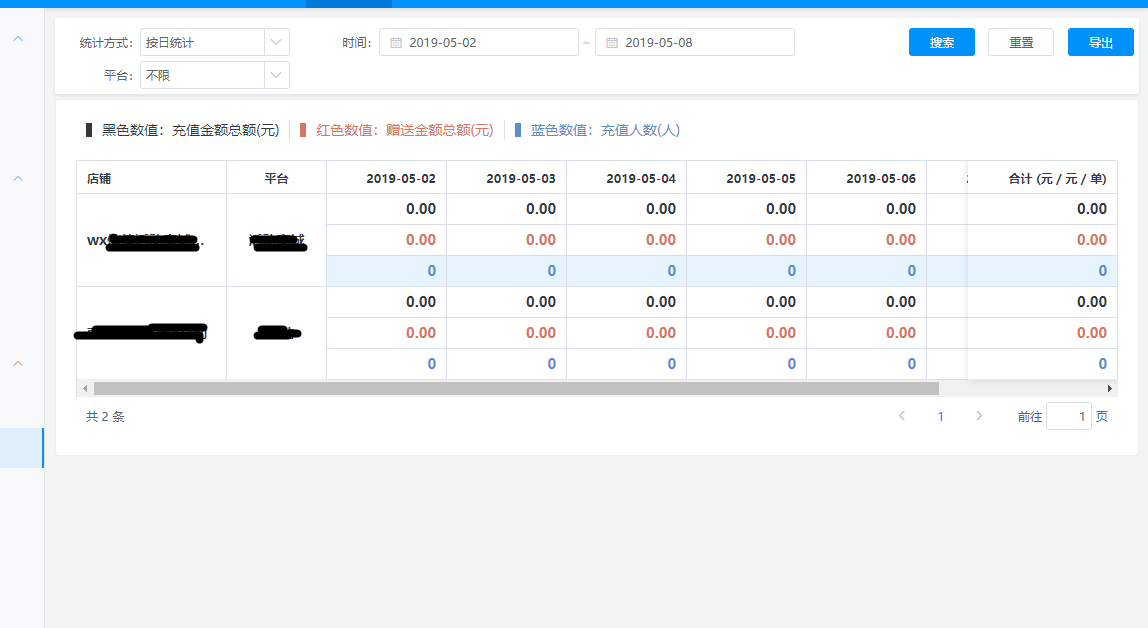 统计方式： 按日统计 时间： 2019-05-02 ~ 2019-05-08 搜索 重置 导出
平台： 不限
黑色数值：充值金额总额(元) 红色数值：赠送金额总额(元) 蓝色数值：充值人数(人)
店铺 平台 2019-05-02 2019-05-03 2019-05-04 2019-05-05 2019-05-06 合计 (元 / 元 / 单)
0.00 0.00 0.00 0.00 0.00 0.00
wx 0.00 0.00 0.00 0.00 0.00 0.00
0 0 0 0 0 0
0.00 0.00 0.00 0.00 0.00 0.00
0.00 0.00 0.00 0.00 0.00 0.00
0 0 0 0 0 0
共 2 条 1 前往 1 页